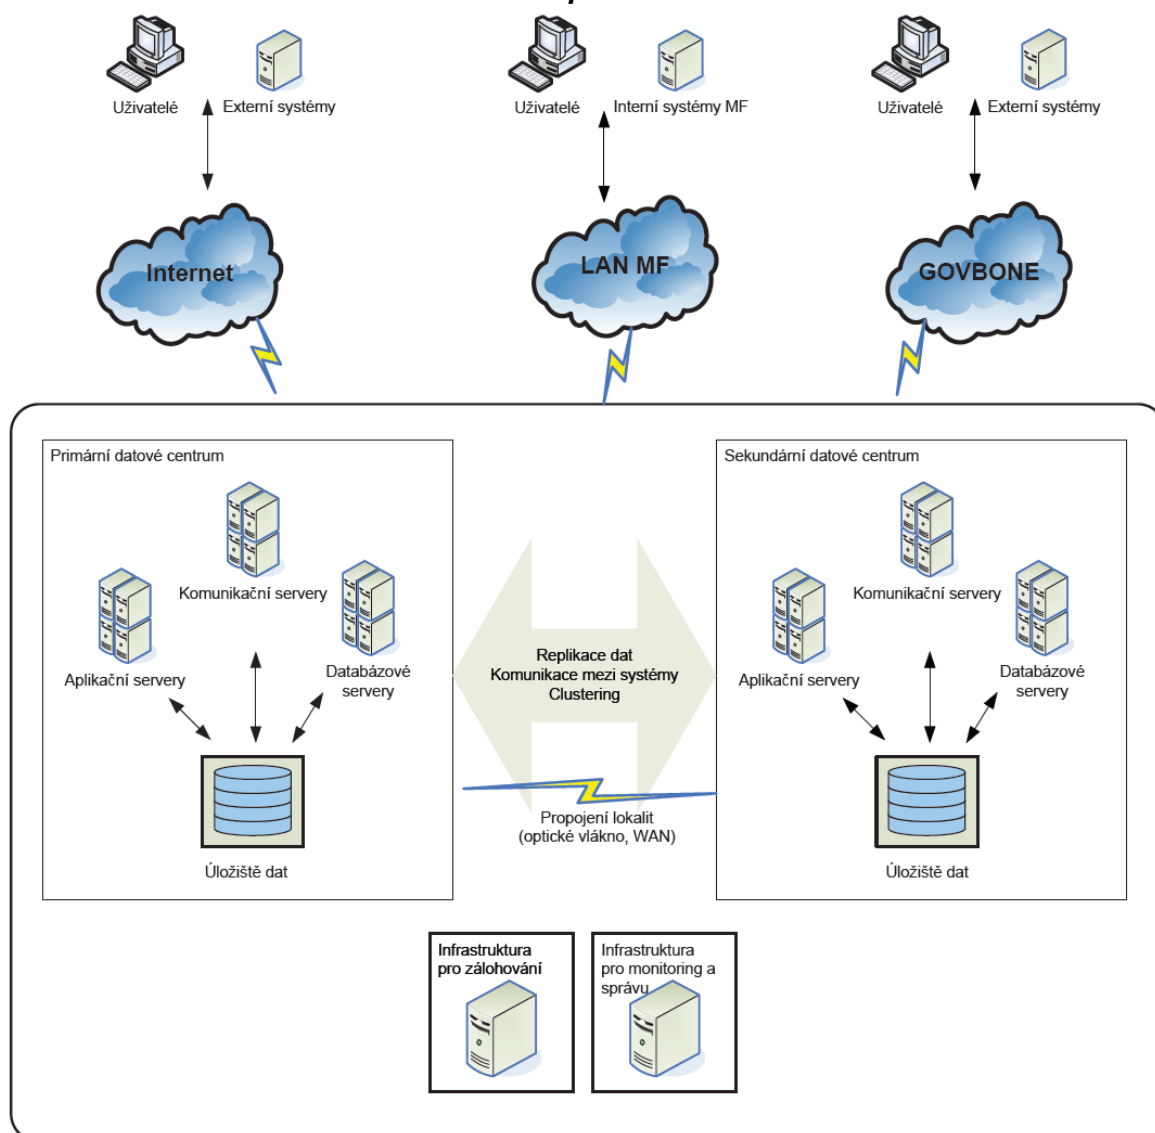 Uživatelé
Externí systémy
Uživatelé
Interní systémy MF
Uživatelé
Externí systémy
Internet
LAN MF
GOVBONE
Primární datové centrum
Komunikační servery
Aplikační servery
Databázové
servery
Úložiště dat
Replikace dat
Komunikace mezi systémy
Clustering
Propojení lokalit
(optické vlákno, WAN)
Sekundární datové centrum
Komunikační servery
Aplikační servery
Databázové
servery
Úložiště dat
Infrastruktura
pro zálohování
Infrastruktura
pro monitoring a
správu